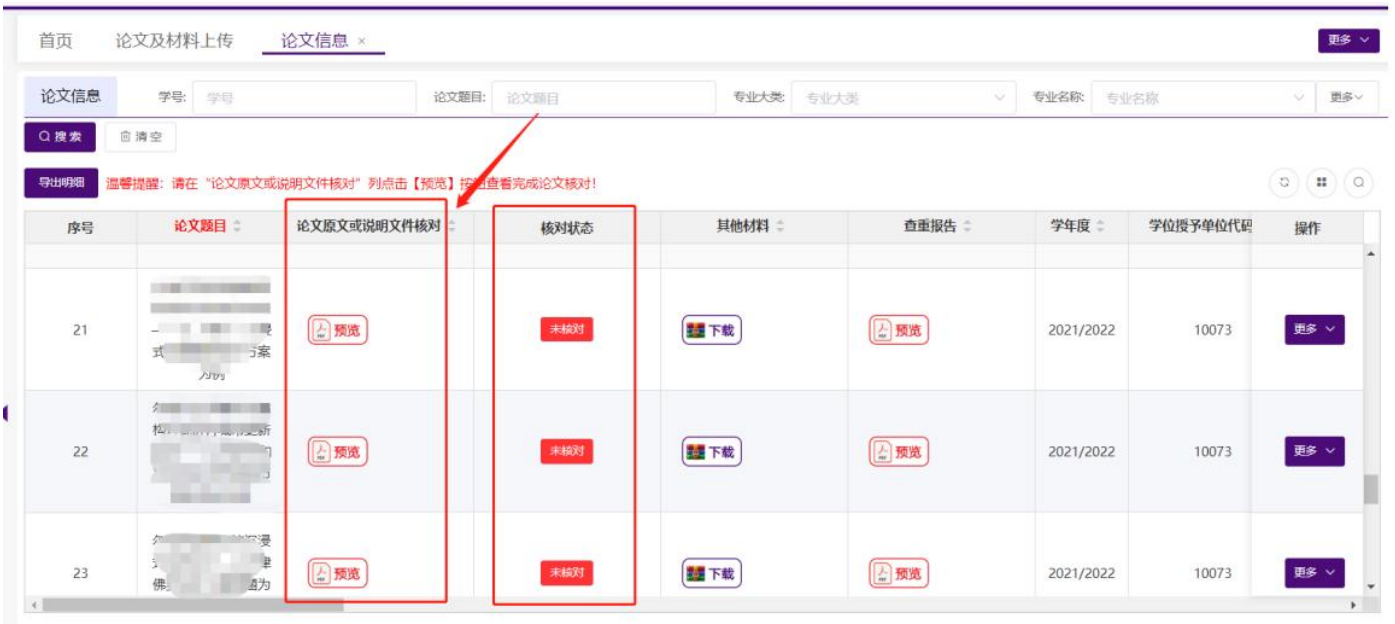 首页 论文及材料上传 论文信息 × 更多
论文信息 学号: 学号 论文题目: 论文题目 专业大类: 专业大类 专业名称: 专业名称 更多
搜索 清空
导出明细 温馨提醒：请在“论文原文或说明文件核对”列点击【预览】按钮查看完成论文核对！
序号 论文题目 论文原文或说明文件核对 核对状态 其他材料 查重报告 学年度 学位授予单位代码 操作
式 方案
为例
21 预览 未核对 下载 预览 2021/2022 10073 更多
22 预览 未核对 下载 预览 2021/2022 10073 更多
23 预览 未核对 下载 预览 2021/2022 10073 更多